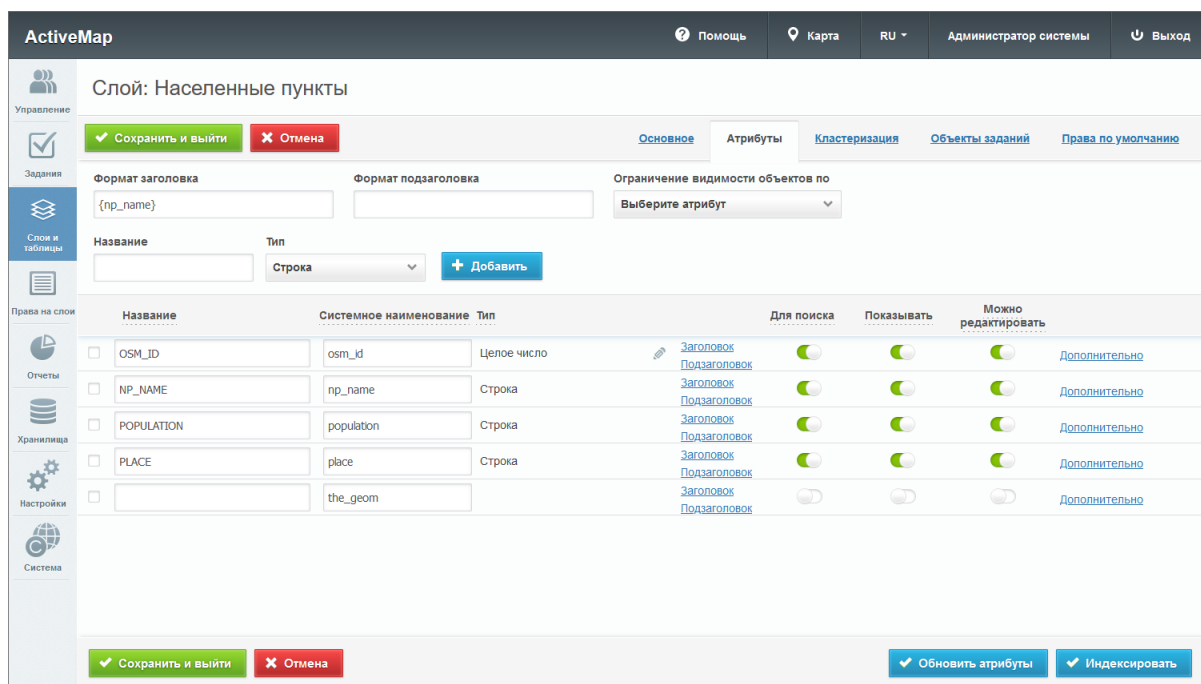 ActiveMap
Помощь
Карта
RU
Администратор системы
Выход
Управление
Задания
Слои и
таблицы
Права на слои
Отчеты
Хранилища
Настройки
Система
Слой: Населенные пункты
Сохранить и выйти
Отмена
Основное
Атрибуты
Кластеризация
Объекты заданий
Права по умолчанию
Формат заголовка
Формат подзаголовка
Ограничение видимости объектов по
{np_name}
Выберите атрибут
Название
Тип
Строка
Добавить
Название
Системное наименование
Тип
Для поиска
Показывать
Можно
редактировать
OSM_ID
osm_id
Целое число
Заголовок
Подзаголовок
Дополнительно
NP_NAME
np_name
Строка
Заголовок
Подзаголовок
Дополнительно
POPULATION
population
Строка
Заголовок
Подзаголовок
Дополнительно
PLACE
place
Строка
Заголовок
Подзаголовок
Дополнительно
the_geom
Заголовок
Подзаголовок
Дополнительно
Сохранить и выйти
Отмена
Обновить атрибуты
Индексировать